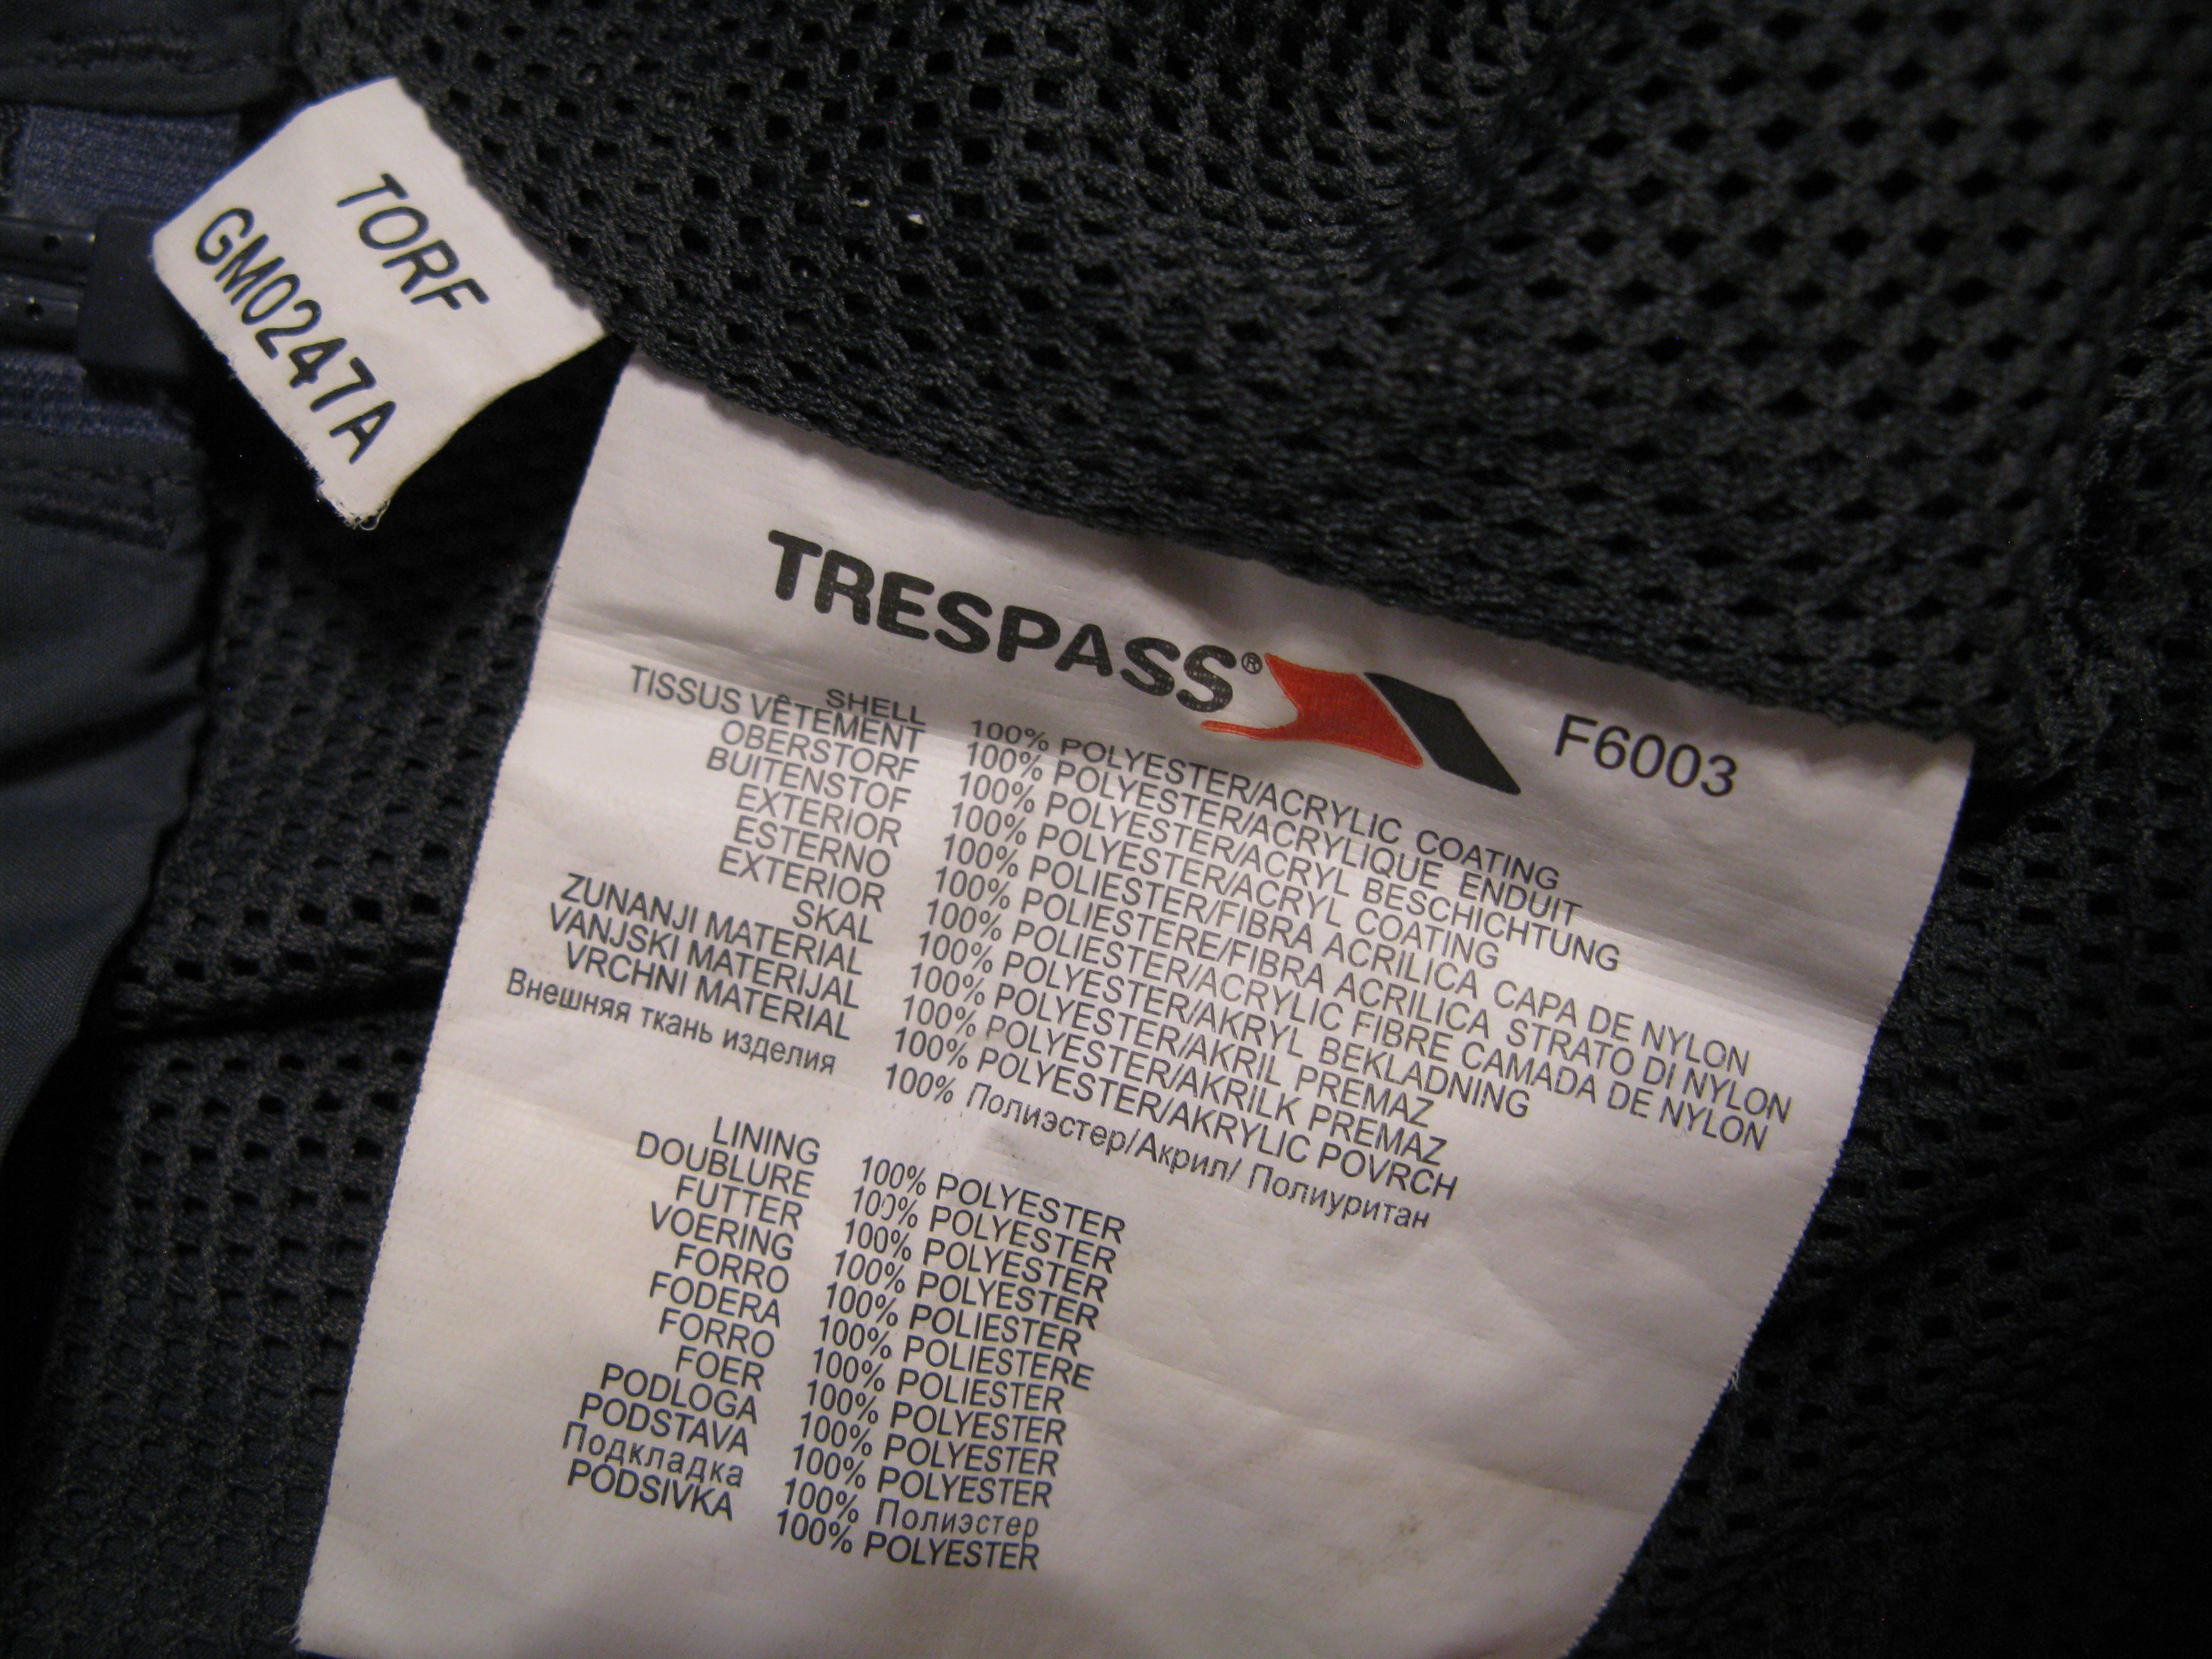 TORF
GM0247A
TRESPASS®
F6003
SHELL 100% POLYESTER/ACRYLIC COATING
TISSUS VÊTEMENT 100% POLYESTER/ACRYLIQUE ENDUIT
OBERSTORF 100% POLYESTER/ACRYL BESCHICHTUNG
BUITENSTOF 100% POLYESTER/ACRYL COATING
EXTERIOR 100% POLIESTER/FIBRA ACRILICA CAPA DE NYLON
ESTERNO 100% POLIESTERE/FIBRA ACRILICA STRATO DI NYLON
EXTERIOR 100% POLIESTER/ACRYLIC FIBRE CAMADA DE NYLON
SKAL 100% POLYESTER/AKRYL BEKLADNING
ZUNANJI MATERIAL 100% POLYESTER/AKRIL PREMAZ
VANJSKI MATERIJAL 100% POLYESTER/AKRILK PREMAZ
VRCHNI MATERIAL 100% POLYESTER/AKRYLIC POVRCH
Внешняя ткань изделия 100% Полиэстер/Акрил/ Полиуритан
LINING 100% POLYESTER
DOUBLURE 100% POLYESTER
FUTTER 100% POLYESTER
VOERING 100% POLYESTER
FORRO 100% POLIESTER
FODERA 100% POLIESTERE
FORRO 100% POLIESTER
FOER 100% POLYESTER
PODLOGA 100% POLYESTER
PODSTAVA 100% POLYESTER
Подкладка 100% Полиэстер
PODSIVKA 100% POLYESTER